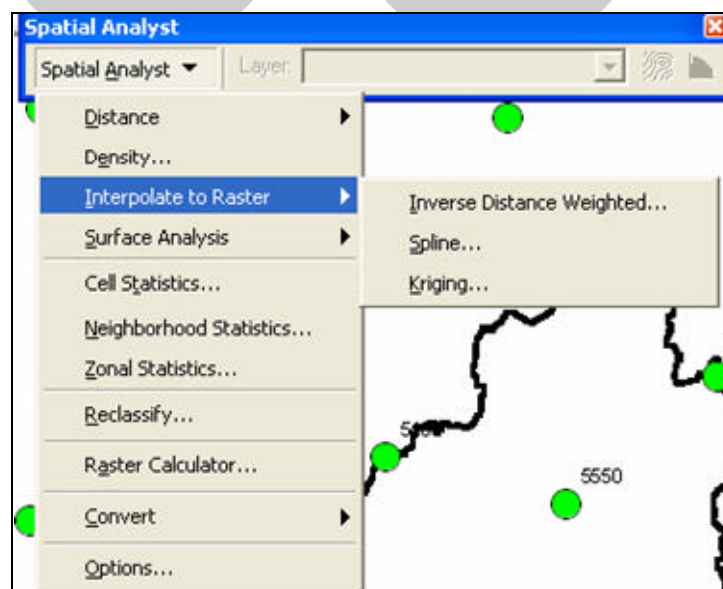 Spatial Analyst
Spatial Analyst
Layer:
Distance
Density...
Interpolate to Raster
Inverse Distance Weighted...
Surface Analysis
Spline...
Cell Statistics...
Kriging...
Neighborhood Statistics...
Zonal Statistics...
Reclassify...
Raster Calculator...
5550
Convert
Options...